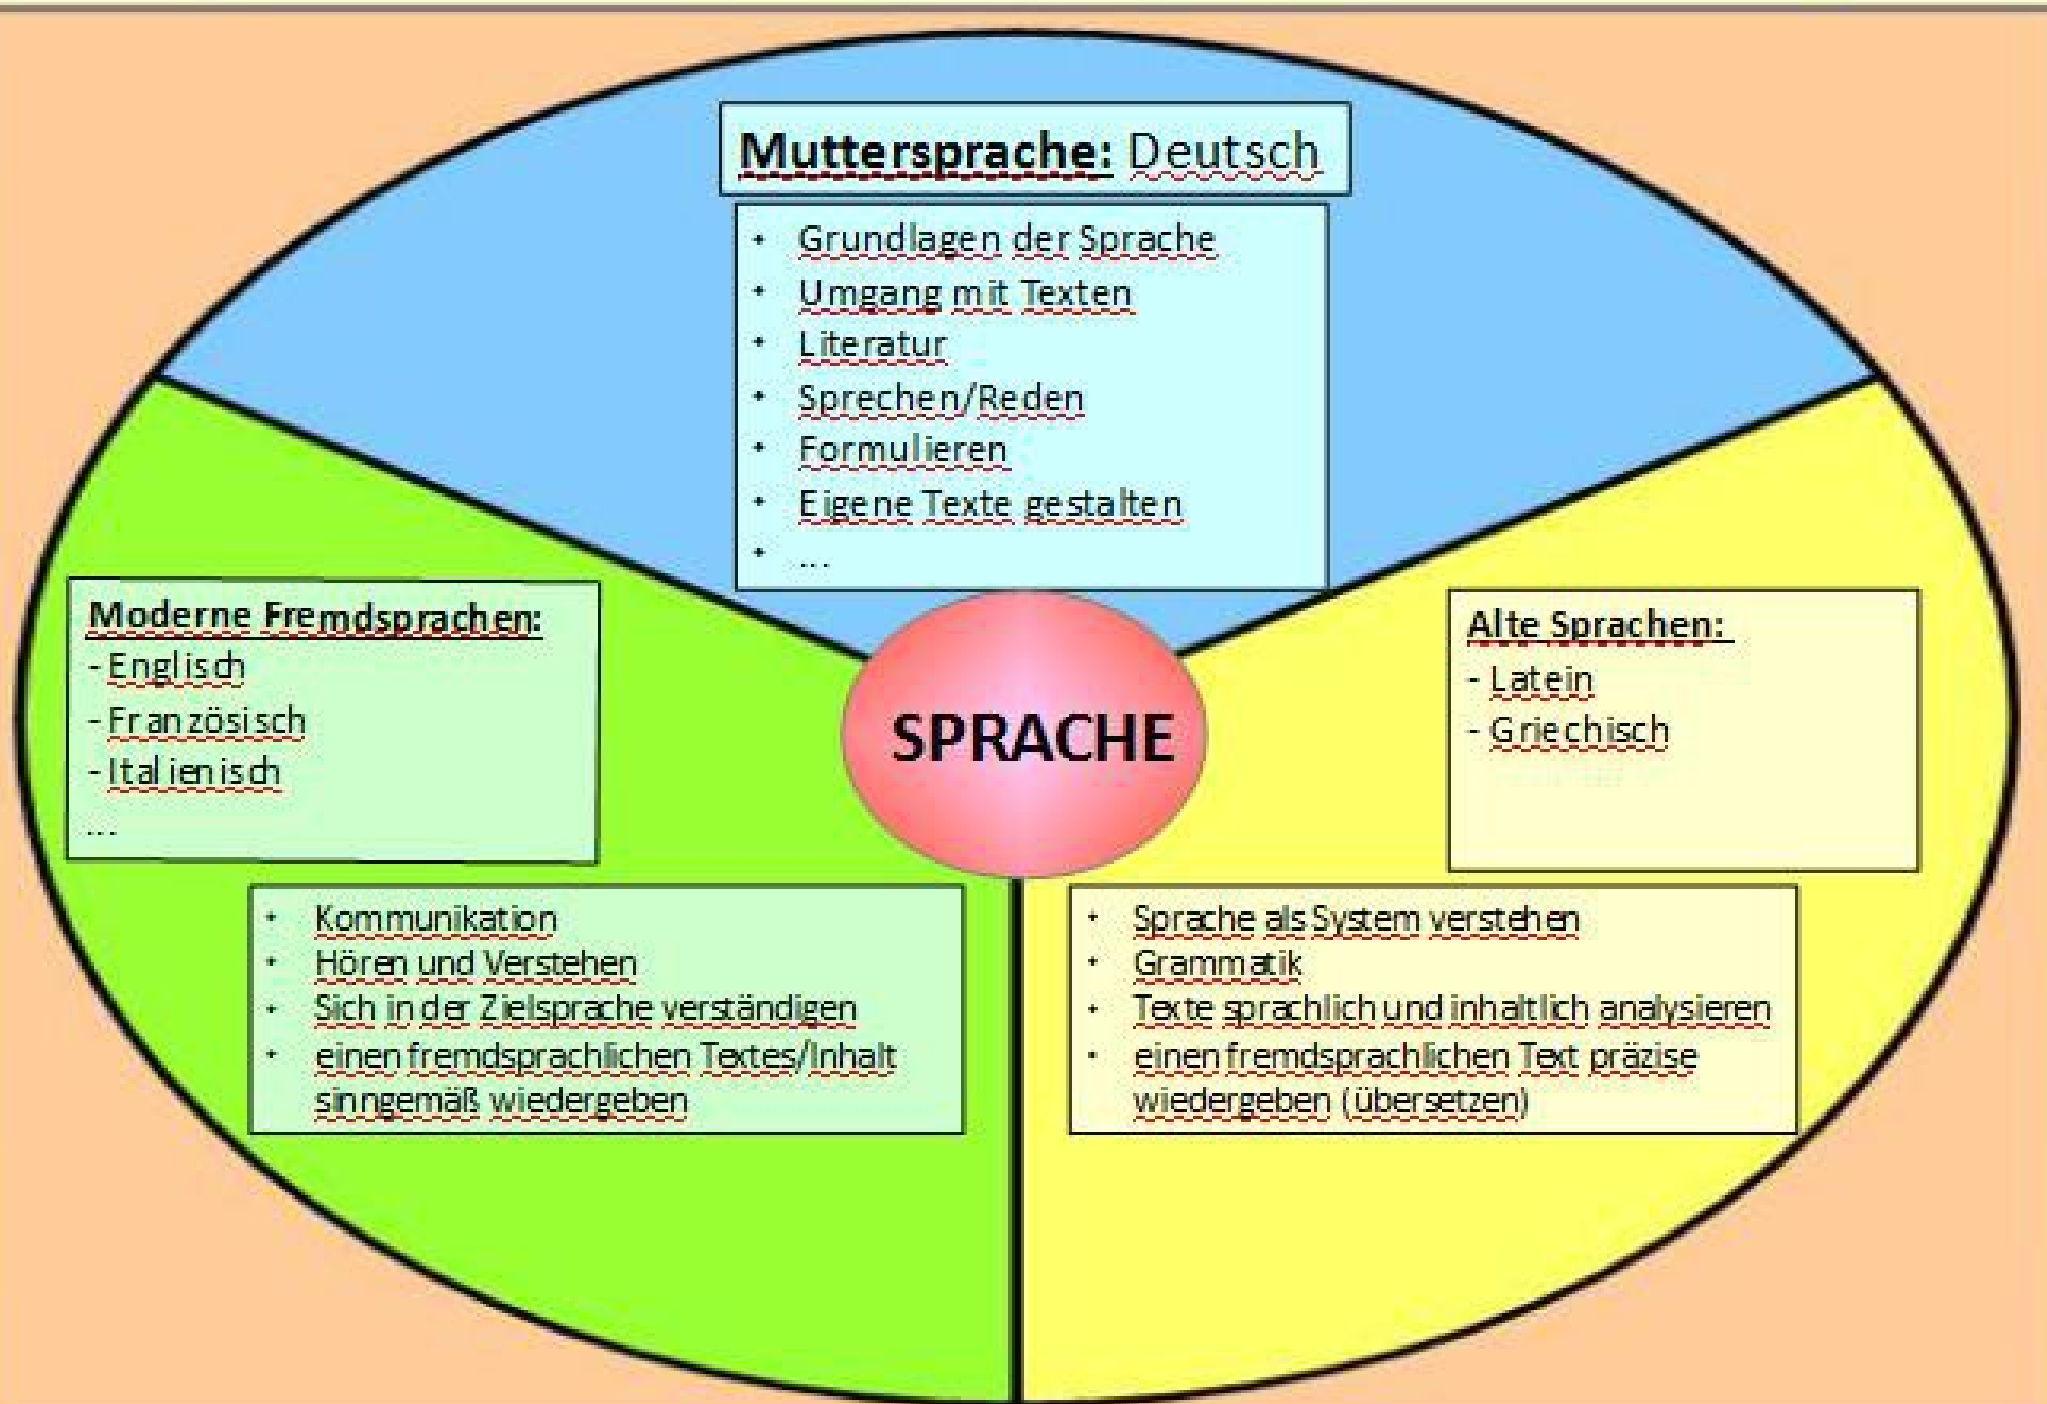 Muttersprache: Deutsch
• Grundlagen der Sprache
• Umgang mit Texten
• Literatur
• Sprechen/Reden
• Formulieren
• Eigene Texte gestalten
• ...
Moderne Fremdsprachen:
- Englisch
- Französisch
- Italienisch
...
SPRACHE
Alte Sprachen:
- Latein
- Griechisch
• Kommunikation
• Hören und Verstehen
• Sich in der Zielsprache verständigen
• einen fremdsprachlichen Textes/Inhalt
sinngemäß wiedergeben
• Sprache als System verstehen
• Grammatik
• Texte sprachlich und inhaltlich analysieren
• einen fremdsprachlichen Text präzise
wiedergeben (übersetzen)